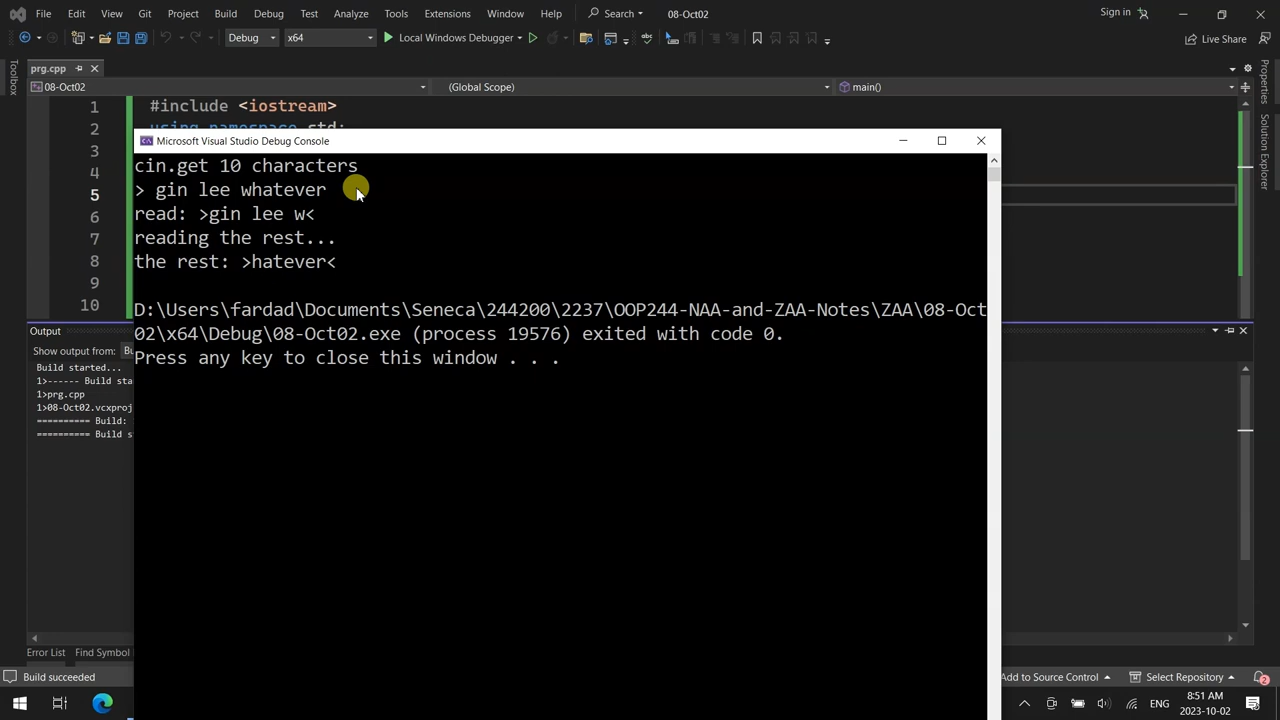 File Edit View Git Project Build Debug Test Analyze Tools Extensions Window Help Search 08-Oct02 Sign in
Debug x64 Local Windows Debugger Live Share
prg.cpp
08-Oct02 (Global Scope) main()
Toolbox
Properties
Solution Explorer
1 #include <iostream>
2 using namespace std;
3
4
5
6
7
8
9
10
Microsoft Visual Studio Debug Console
cin.get 10 characters
> gin lee whatever
read: >gin lee w<
reading the rest...
the rest: >hatever<
D:\Users\fardad\Documents\Seneca\244200\2237\OOP244-NAA-and-ZAA-Notes\ZAA\08-Oct
02\x64\Debug\08-Oct02.exe (process 19576) exited with code 0.
Press any key to close this window . . .
Output
Show output from: Bu
Build started...
1>------ Build sta
1>prg.cpp
1>08-Oct02.vcxproj
========== Build:
========== Build s
Error List Find Symbol
Build succeeded Add to Source Control Select Repository 2
ENG 8:51 AM
2023-10-02